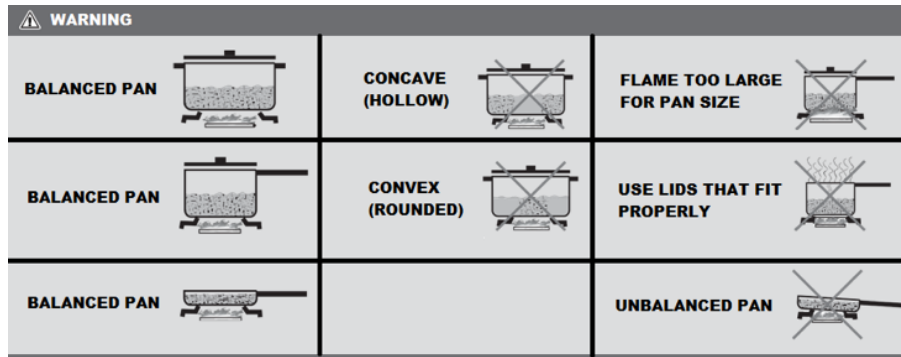 WARNING
BALANCED PAN
CONCAVE
(HOLLOW)
FLAME TOO LARGE
FOR PAN SIZE
BALANCED PAN
CONVEX
(ROUNDED)
USE LIDS THAT FIT
PROPERLY
BALANCED PAN
UNBALANCED PAN